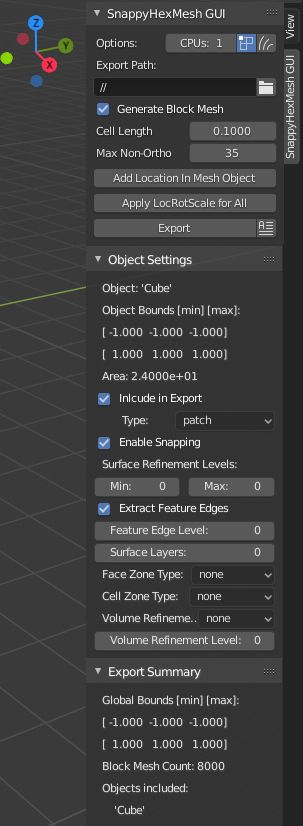 SnappyHexMesh GUI
Options: CPUs: 1
Export Path:
//
Generate Block Mesh
Cell Length 0.1000
Max Non-Ortho 35
Add Location In Mesh Object
Apply LocRotScale for All
Export
Object Settings
Object: 'Cube'
Object Bounds [min] [max]:
[ -1.000 -1.000 -1.000]
[ 1.000 1.000 1.000]
Area: 2.4000e+01
Inlcude in Export
Type: patch
Enable Snapping
Surface Refinement Levels:
Min: 0 Max: 0
Extract Feature Edges
Feature Edge Level: 0
Surface Layers: 0
Face Zone Type: none
Cell Zone Type: none
Volume Refineme.. none
Volume Refinement Level: 0
Export Summary
Global Bounds [min] [max]:
[ -1.000 -1.000 -1.000]
[ 1.000 1.000 1.000]
Block Mesh Count: 8000
Objects included:
'Cube'
Z
Y
X
View
SnappyHexMesh GUI